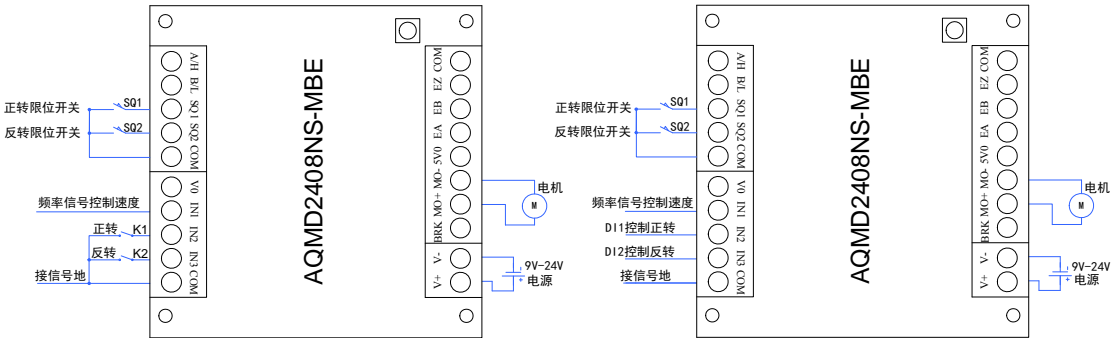 AQMD2408NS-MBE
A/H
B/L
SQ1
SQ2
COM
正转限位开关
SQ1
反转限位开关
SQ2
V0
IN1
IN2
IN3
COM
频率信号控制速度
正转
K1
反转
K2
接信号地
COM
EZ
EB
EA
5V0
MO-
MO+
BRK
V-
V+
电机
M
9V-24V
电源
AQMD2408NS-MBE
A/H
B/L
SQ1
SQ2
COM
正转限位开关
SQ1
反转限位开关
SQ2
V0
IN1
IN2
IN3
COM
频率信号控制速度
DI1控制正转
DI2控制反转
接信号地
COM
EZ
EB
EA
5V0
MO-
MO+
BRK
V-
V+
电机
M
9V-24V
电源